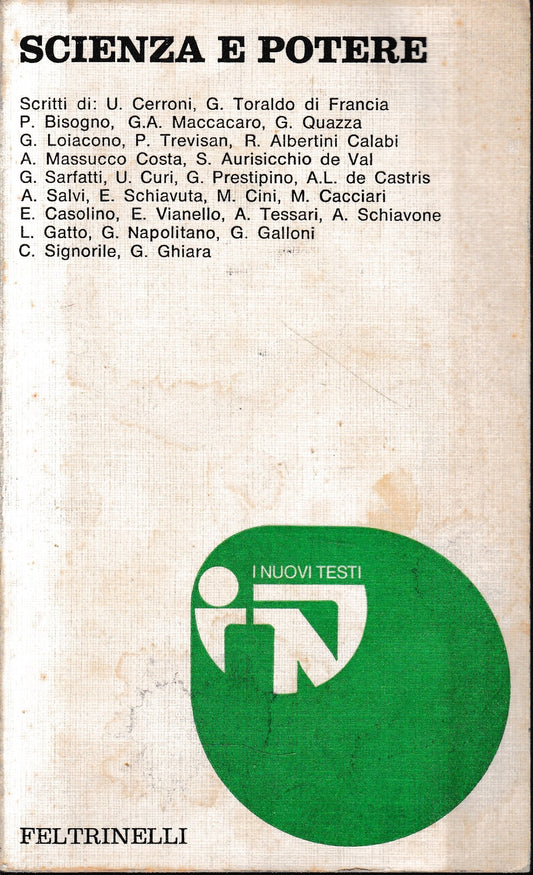 SCIENZA E POTERE
Scritti di: U. Cerroni, G. Toraldo di Francia
P. Bisogno, G.A. Maccacaro, G. Quazza
G. Loiacono, P. Trevisan, R. Albertini Calabi
A. Massucco Costa, S. Aurisicchio de Val
G. Sarfatti, U. Curi, G. Prestipino, A.L. de Castris
A. Salvi, E. Schiavuta, M. Cini, M. Cacciari
E. Casolino, E. Vianello, A. Tessari, A. Schiavone
L. Gatto, G. Napolitano, G. Galloni
C. Signorile, G. Ghiara
I NUOVI TESTI
FELTRINELLI